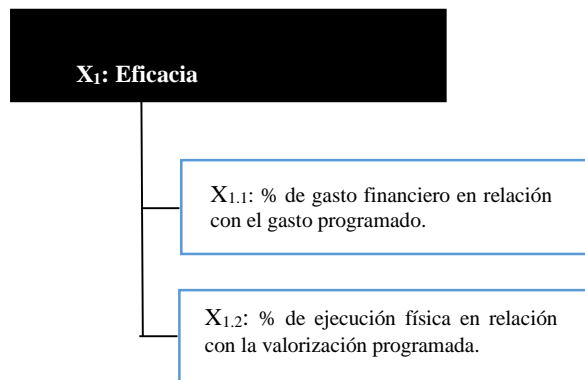 X1: Eficacia
X1.1: % de gasto financiero en relación
con el gasto programado.
X1.2: % de ejecución física en relación
con la valorización programada.